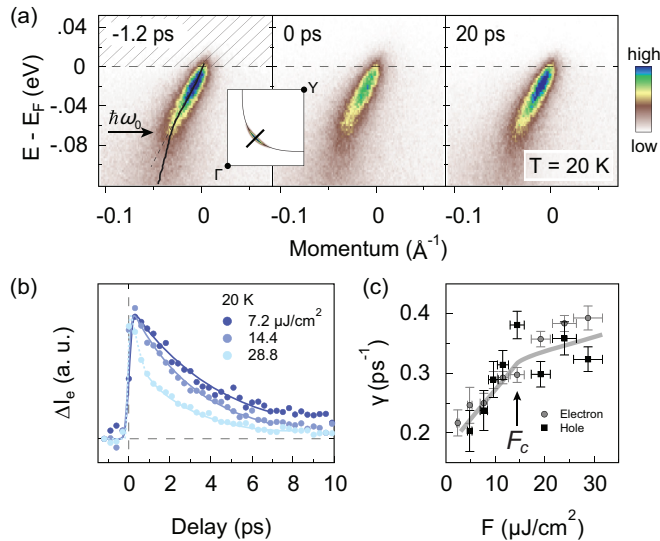 (a)
-1.2 ps
0 ps
20 ps
high
low
.04
0
-.04
-.08
E - E_F (eV)
ħω₀
Y
Γ
T = 20 K
-0.1 0 -0.1 0 -0.1 0
Momentum (Å⁻¹)
(b)
20 K
7.2 μJ/cm²
14.4
28.8
ΔI_e (a. u.)
0 2 4 6 8 10
Delay (ps)
(c)
0.4
0.3
0.2
γ (ps⁻¹)
F_c
Electron
Hole
0 10 20 30
F (μJ/cm²)